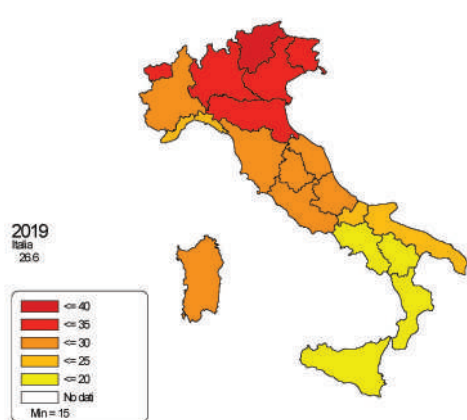 2019
Italia
26.6
<= 40
<= 35
<= 30
<= 25
<= 20
No dati
Min = 15